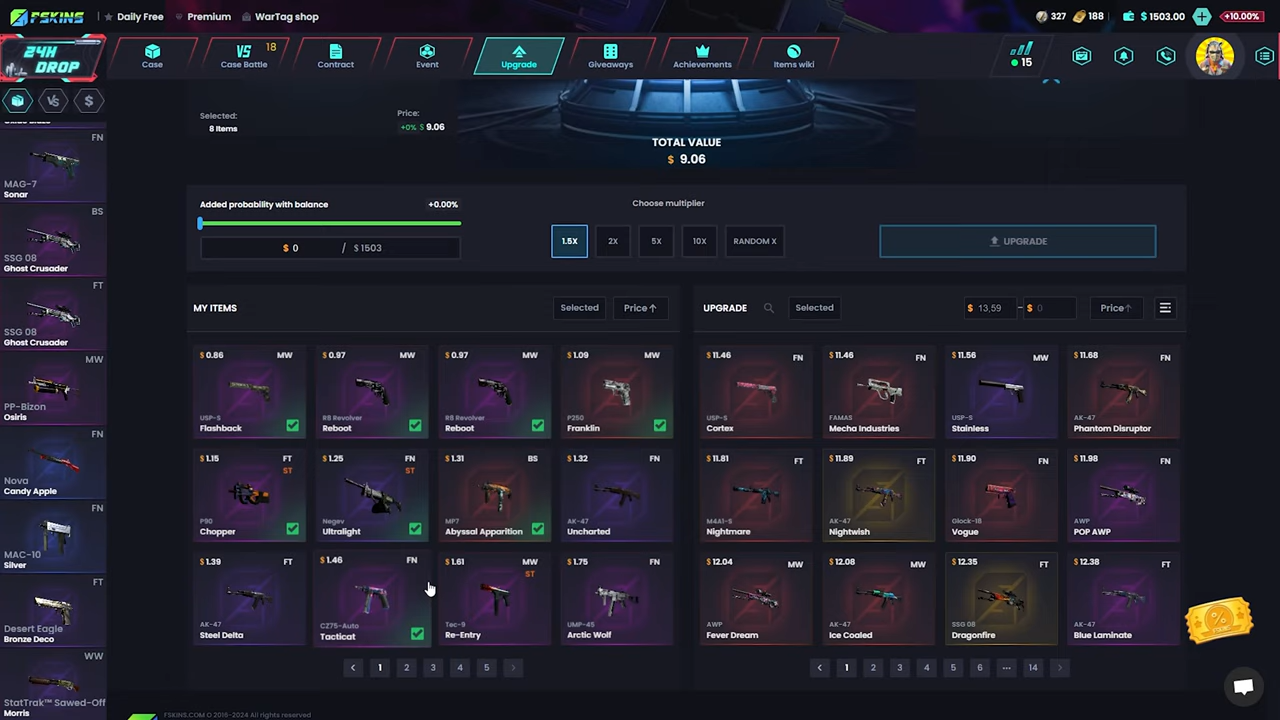 FSKINS
Daily Free
Premium
WarTag shop
327
188
$ 1503.00
+10.00%
24H
DROP
Case
VS
Case Battle
18
Contract
Event
Upgrade
Giveaways
Achievements
Items wiki
15
VS
$
FN
MAG-7
Sonar
BS
SSG 08
Ghost Crusader
FT
SSG 08
Ghost Crusader
MW
PP-Bizon
Osiris
FN
Nova
Candy Apple
FN
MAC-10
Silver
FT
Desert Eagle
Bronze Deco
WW
StatTrak™ Sawed-Off
Morris
Selected:
8 Items
Price:
+0% $ 9.06
TOTAL VALUE
$ 9.06
Added probability with balance
+0.00%
$ 0 / $ 1503
Choose multiplier
1.5X
2X
5X
10X
RANDOM X
UPGRADE
MY ITEMS
Selected
Price↑
$ 0.86 MW
USP-S
Flashback
$ 0.97 MW
R8 Revolver
Reboot
$ 0.97 MW
R8 Revolver
Reboot
$ 1.09 MW
P250
Franklin
$ 1.15 FT
ST
P90
Chopper
$ 1.25 FN
ST
Negev
Ultralight
$ 1.31 BS
MP7
Abyssal Apparition
$ 1.32 FN
AK-47
Uncharted
$ 1.39 FT
AK-47
Steel Delta
$ 1.46 FN
CZ75-Auto
Tacticat
$ 1.61 MW
ST
Tec-9
Re-Entry
$ 1.75 FN
UMP-45
Arctic Wolf
1 2 3 4 5
UPGRADE
Selected
$ 13,59 - $ 0
Price↑
$ 11.46 FN
USP-S
Cortex
$ 11.46 FN
FAMAS
Mecha Industries
$ 11.56 MW
USP-S
Stainless
$ 11.68 FN
AK-47
Phantom Disruptor
$ 11.81 FT
M4A1-S
Nightmare
$ 11.89 FT
AK-47
Nightwish
$ 11.90 FN
Glock-18
Vogue
$ 11.98 FN
AWP
POP AWP
$ 12.04 MW
AWP
Fever Dream
$ 12.08 MW
AK-47
Ice Coaled
$ 12.35 FT
SSG 08
Dragonfire
$ 12.38 FT
AK-47
Blue Laminate
1 2 3 4 5 6 ... 14
%
FSKINS.COM © 2016-2024 All rights reserved